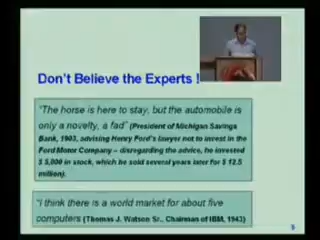 Don't Believe the Experts !
"The horse is here to stay, but the automobile is
only a novelty, a fad" (President of Michigan Savings
Bank, 1903, advising Henry Ford's lawyer not to invest in the
Ford Motor Company – disregarding the advice, he invested
$ 5,000 in stock, which he sold several years later for $ 12.5
million).
"I think there is a world market for about five
computers (Thomas J. Watson Sr., Chairman of IBM, 1943)